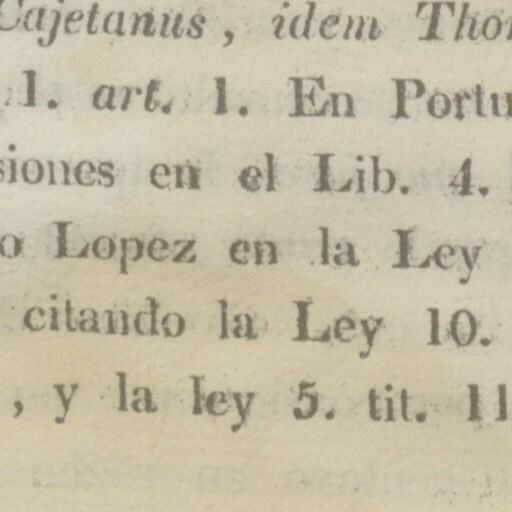 Cajetanus, idem Tho
1. art. 1. En Portu
siones en el Lib. 4.
o Lopez en la Ley
citando la Ley 10.
, y la ley 5. tit. 11